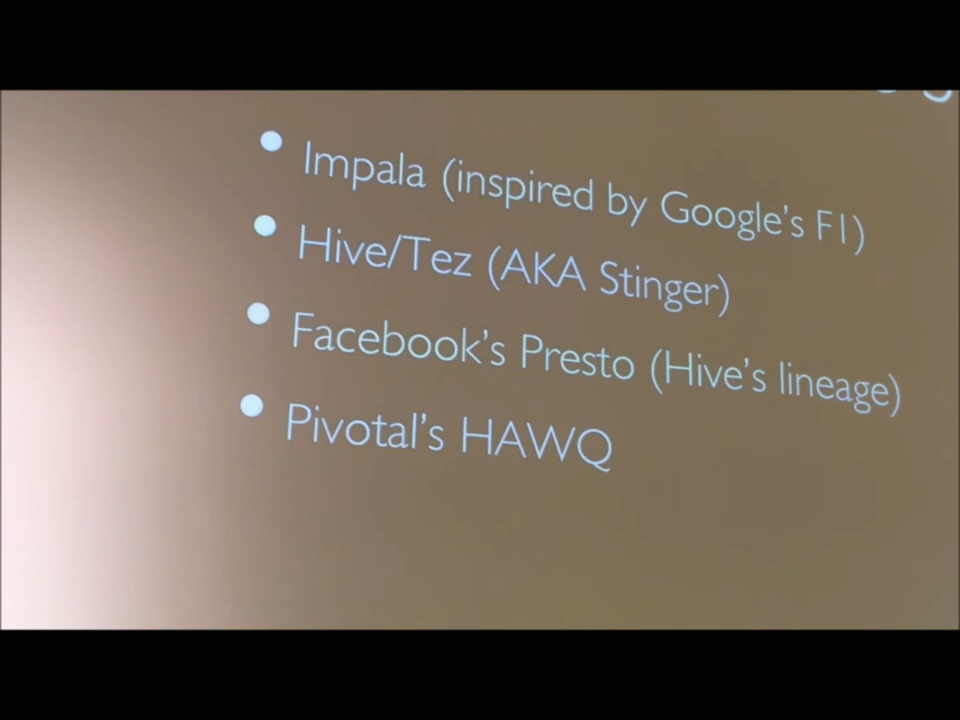 • Impala (inspired by Google's F1)
• Hive/Tez (AKA Stinger)
• Facebook's Presto (Hive's lineage)
• Pivotal's HAWQ